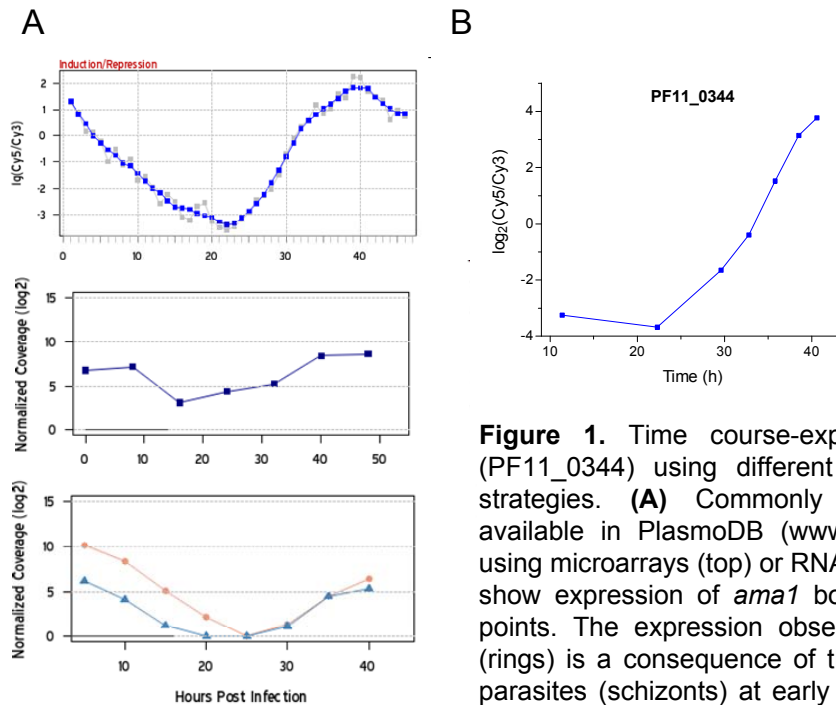 A
B
Induction/Repression
lg(Cy5/Cy3)
2
1
0
-1
-2
-3
0 10 20 30 40
Normalized Coverage (log2)
15
10
5
0
0 10 20 30 40 50
Normalized Coverage (log2)
15
10
5
0
10 20 30 40
Hours Post Infection
PF11_0344
log2(Cy5/Cy3)
4
2
0
-2
-4
10 20 30 40
Time (h)
Figure 1. Time course-exp
(PF11_0344) using different
strategies. (A) Commonly
available in PlasmoDB (www
using microarrays (top) or RNA
show expression of ama1 bo
points. The expression obse
(rings) is a consequence of t
parasites (schizonts) at early